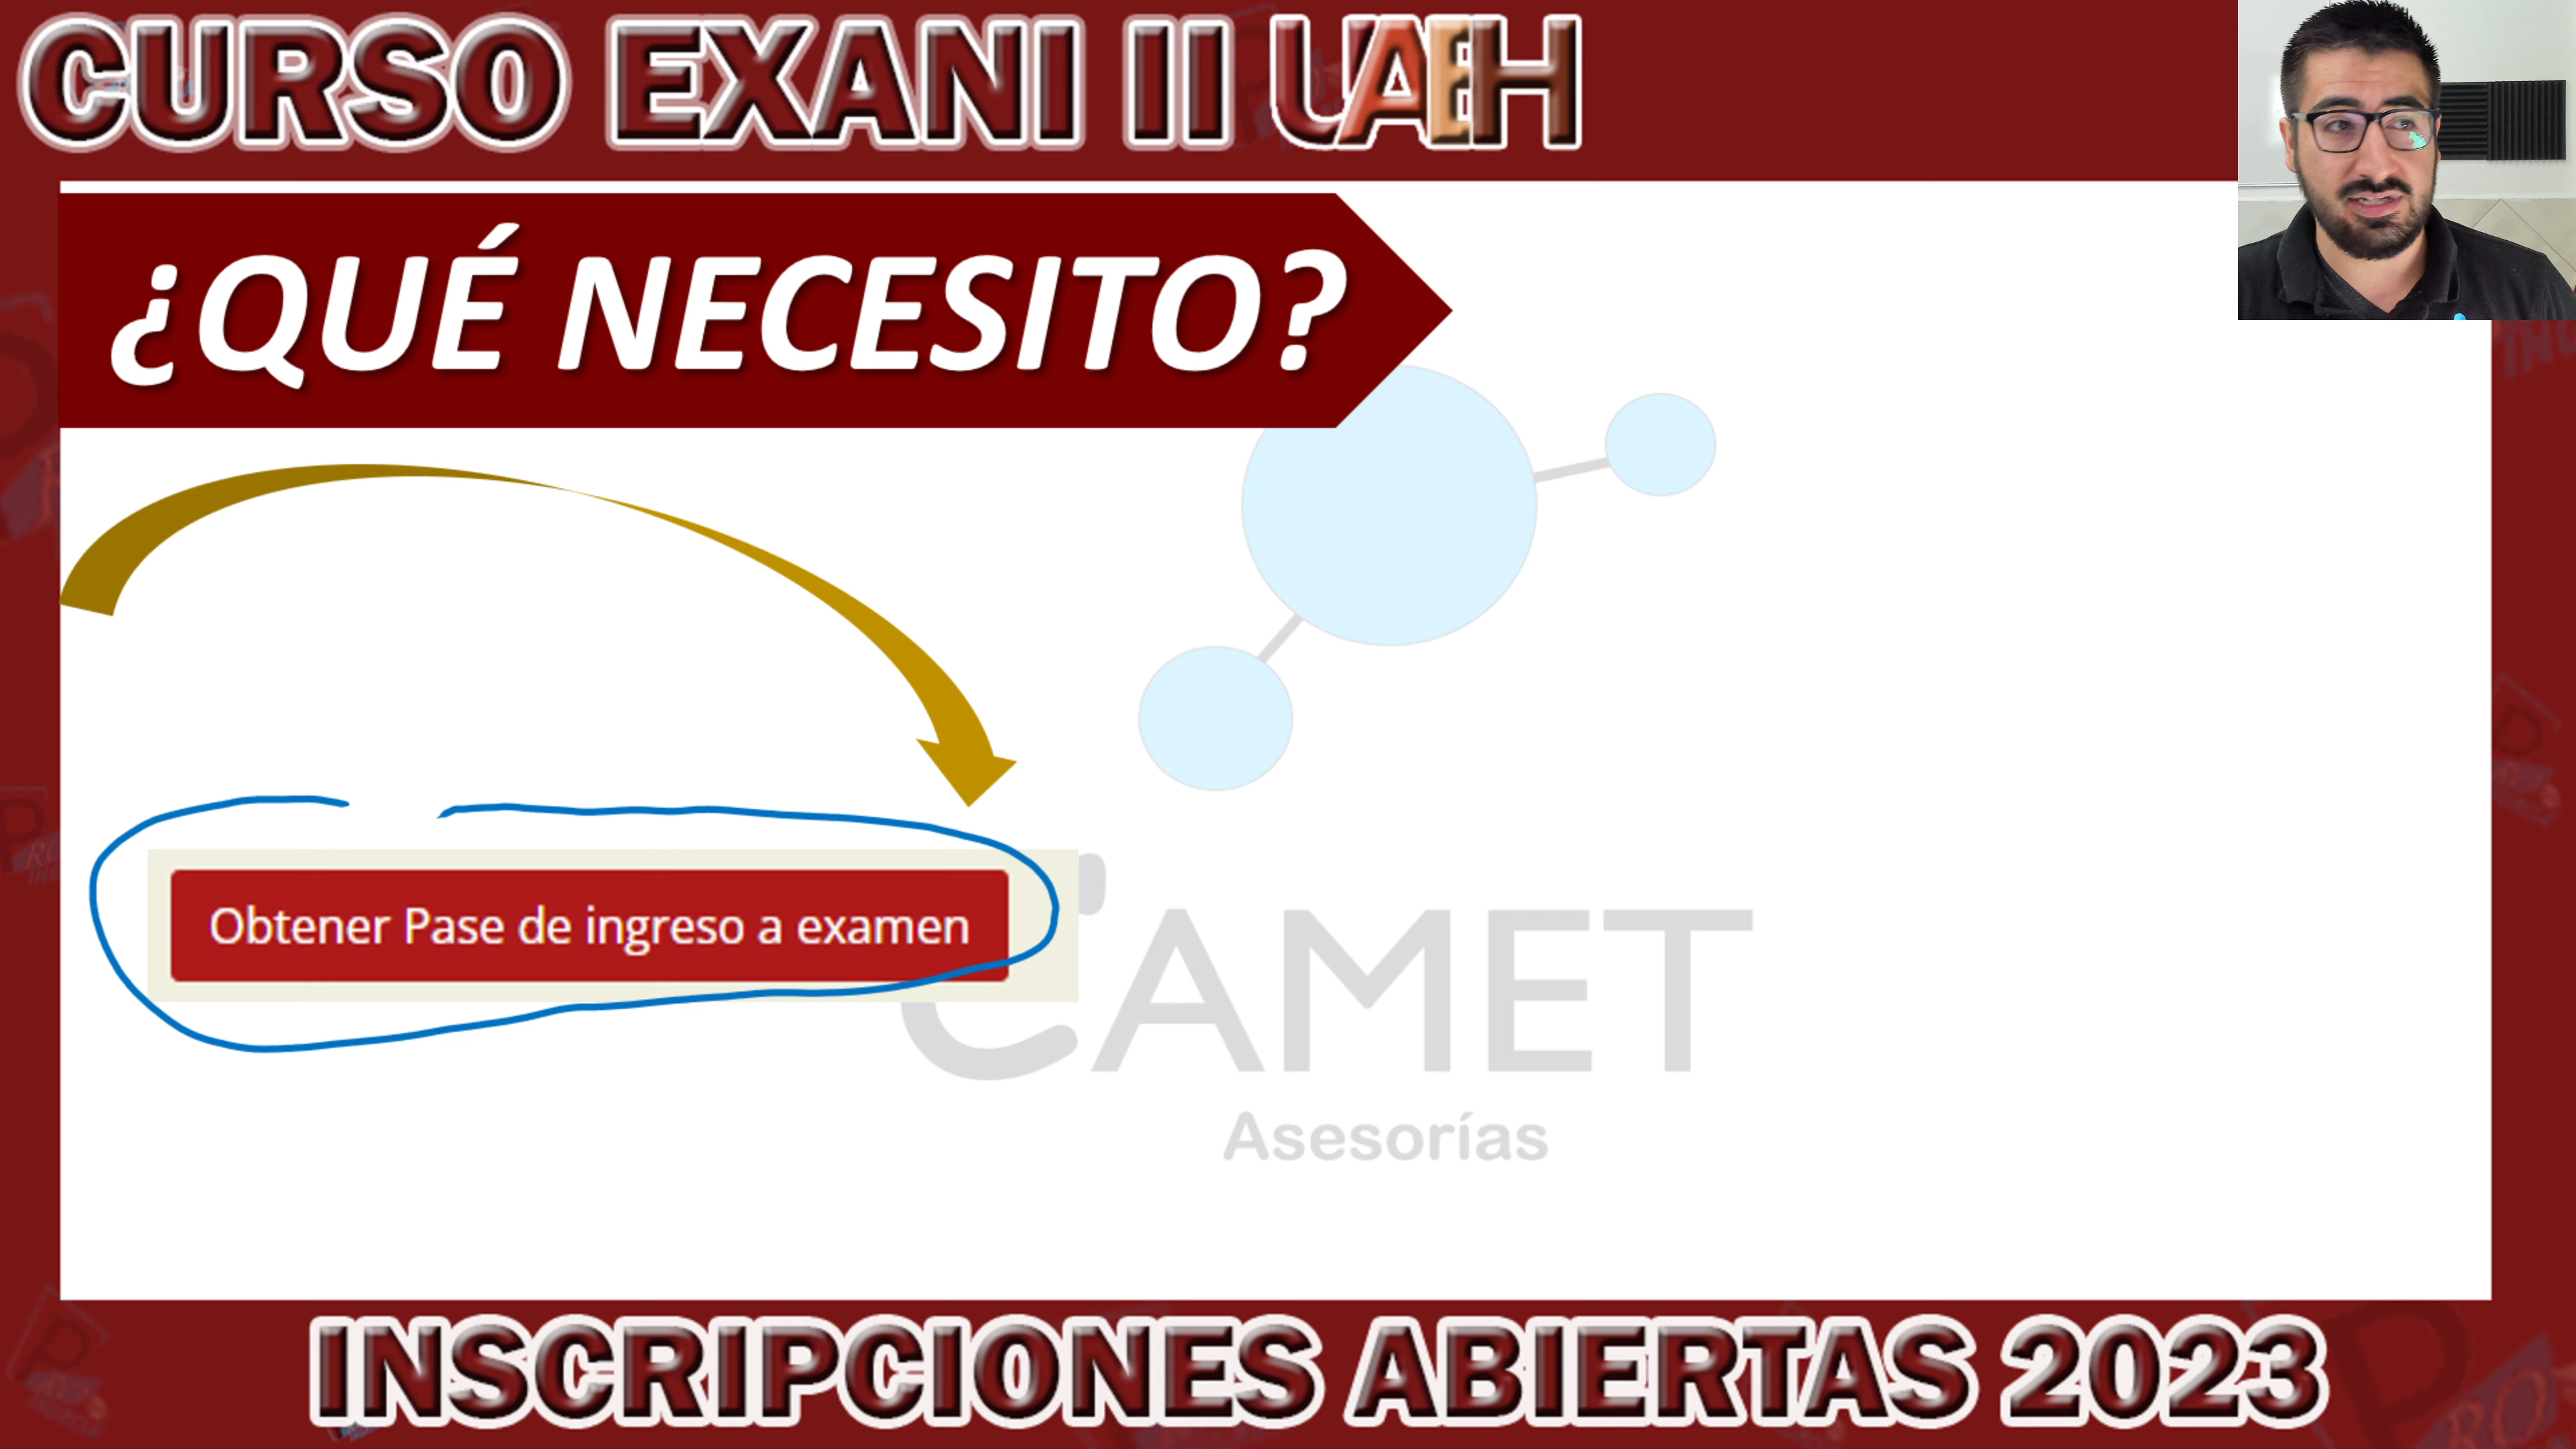 CURSO EXANI II UAEH
¿QUÉ NECESITO?
Obtener Pase de ingreso a examen
CAMET
Asesorías
INSCRIPCIONES ABIERTAS 2023